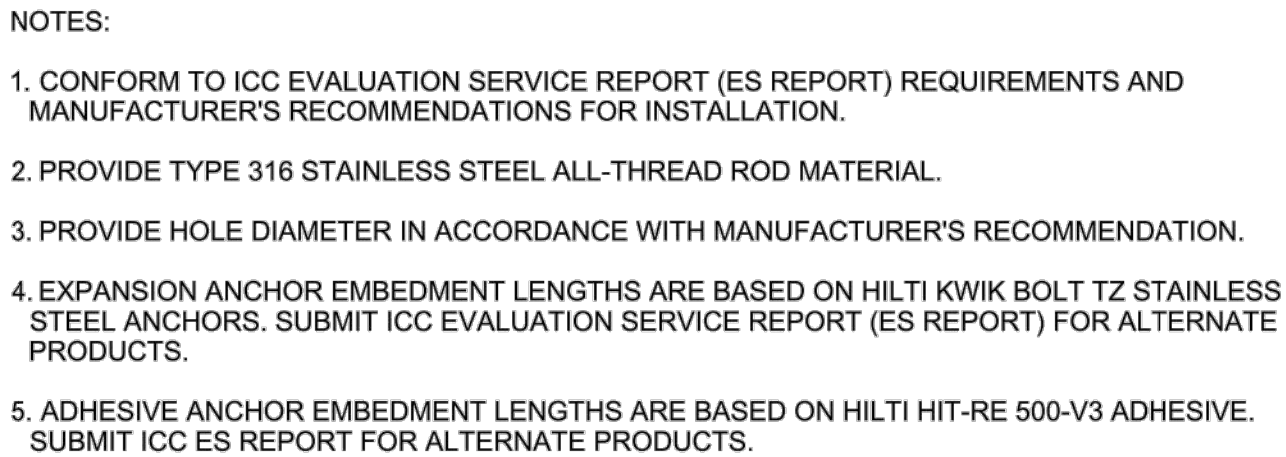 NOTES:
1. CONFORM TO ICC EVALUATION SERVICE REPORT (ES REPORT) REQUIREMENTS AND
MANUFACTURER'S RECOMMENDATIONS FOR INSTALLATION.
2. PROVIDE TYPE 316 STAINLESS STEEL ALL-THREAD ROD MATERIAL.
3. PROVIDE HOLE DIAMETER IN ACCORDANCE WITH MANUFACTURER'S RECOMMENDATION.
4. EXPANSION ANCHOR EMBEDMENT LENGTHS ARE BASED ON HILTI KWIK BOLT TZ STAINLESS
STEEL ANCHORS. SUBMIT ICC EVALUATION SERVICE REPORT (ES REPORT) FOR ALTERNATE
PRODUCTS.
5. ADHESIVE ANCHOR EMBEDMENT LENGTHS ARE BASED ON HILTI HIT-RE 500-V3 ADHESIVE.
SUBMIT ICC ES REPORT FOR ALTERNATE PRODUCTS.